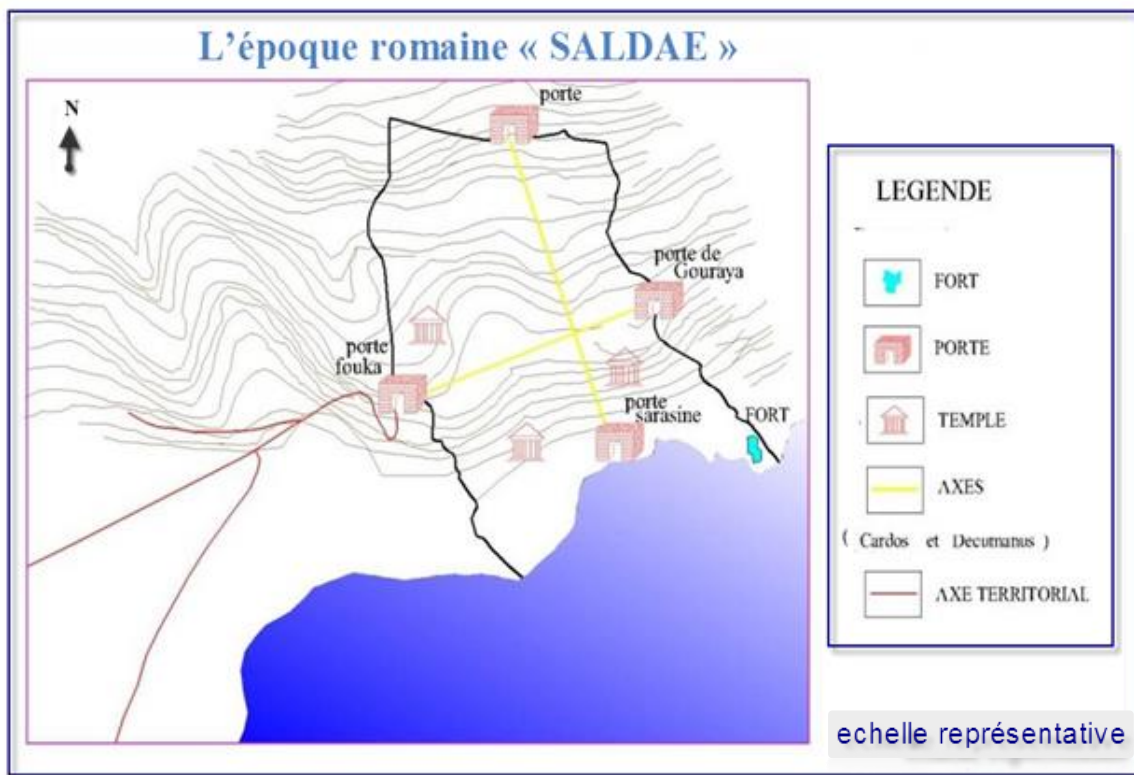 L'époque romaine « SALDAE »
N
porte
porte de
Gouraya
porte
fouka
porte
sarasine
FORT
LEGENDE
FORT
PORTE
TEMPLE
AXES
( Cardos et Decumanus )
AXE TERRITORIAL
echelle représentative